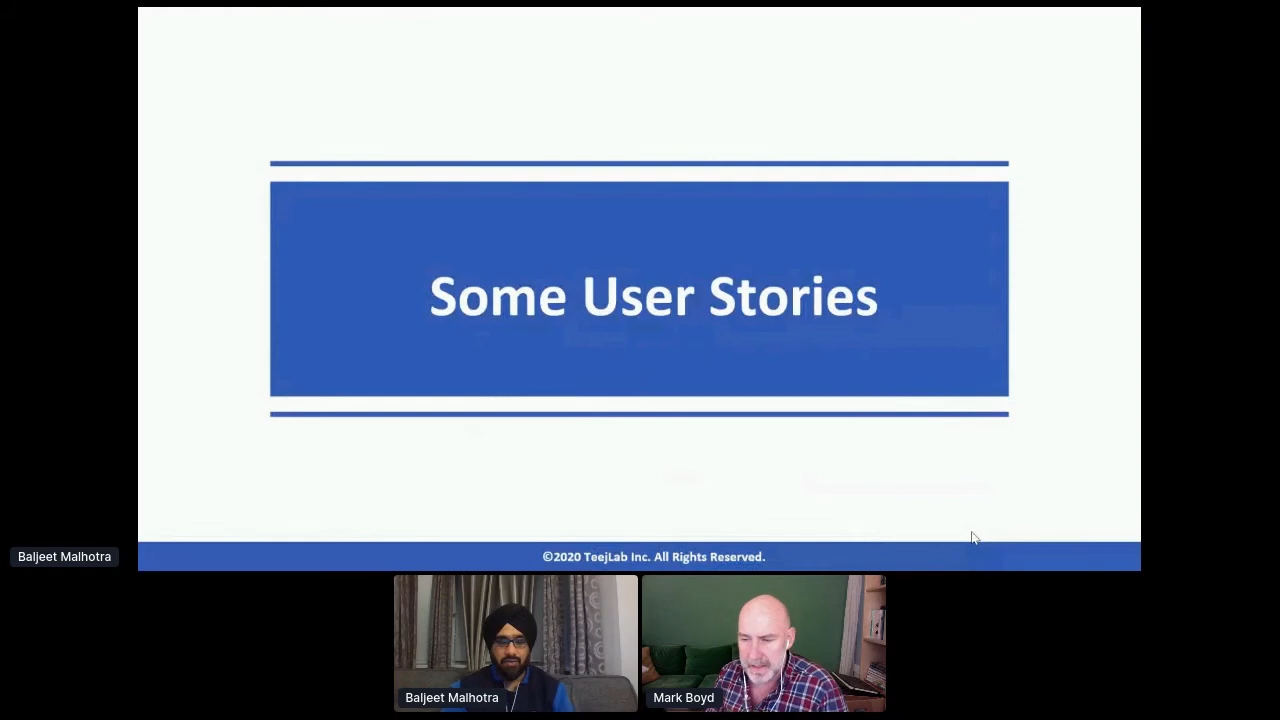 Some User Stories
©2020 TeejLab Inc. All Rights Reserved.
Baljeet Malhotra
Baljeet Malhotra
Mark Boyd